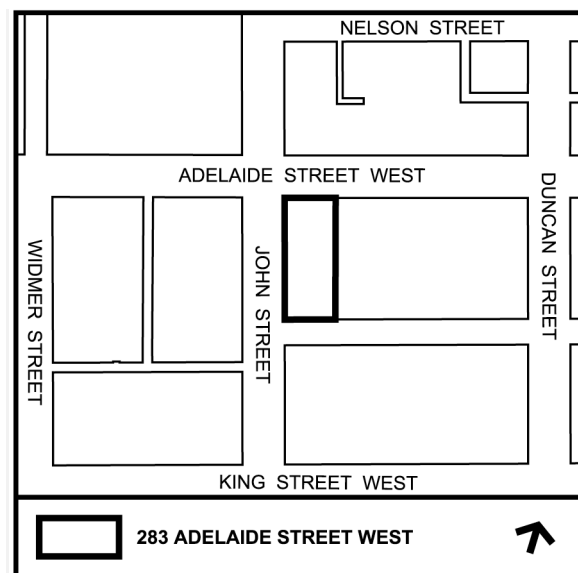 NELSON STREET
ADELAIDE STREET WEST
DUNCAN STREET
WIDMER STREET
JOHN STREET
KING STREET WEST
283 ADELAIDE STREET WEST